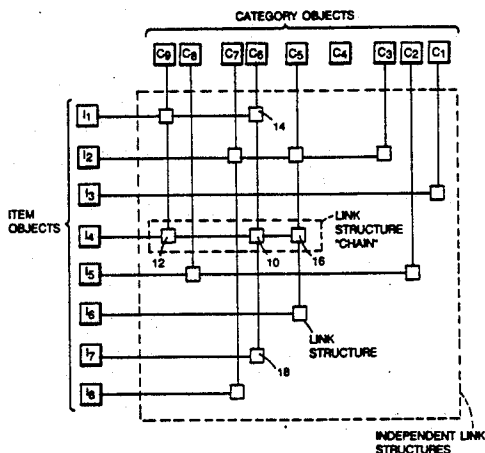 CATEGORY OBJECTS
C9 C8 C7 C6 C5 C4 C3 C2 C1
I1
14
I2
I3
ITEM OBJECTS
I4
12
10
16
LINK STRUCTURE "CHAIN"
I5
I6
LINK STRUCTURE
I7
18
I8
INDEPENDENT LINK STRUCTURES